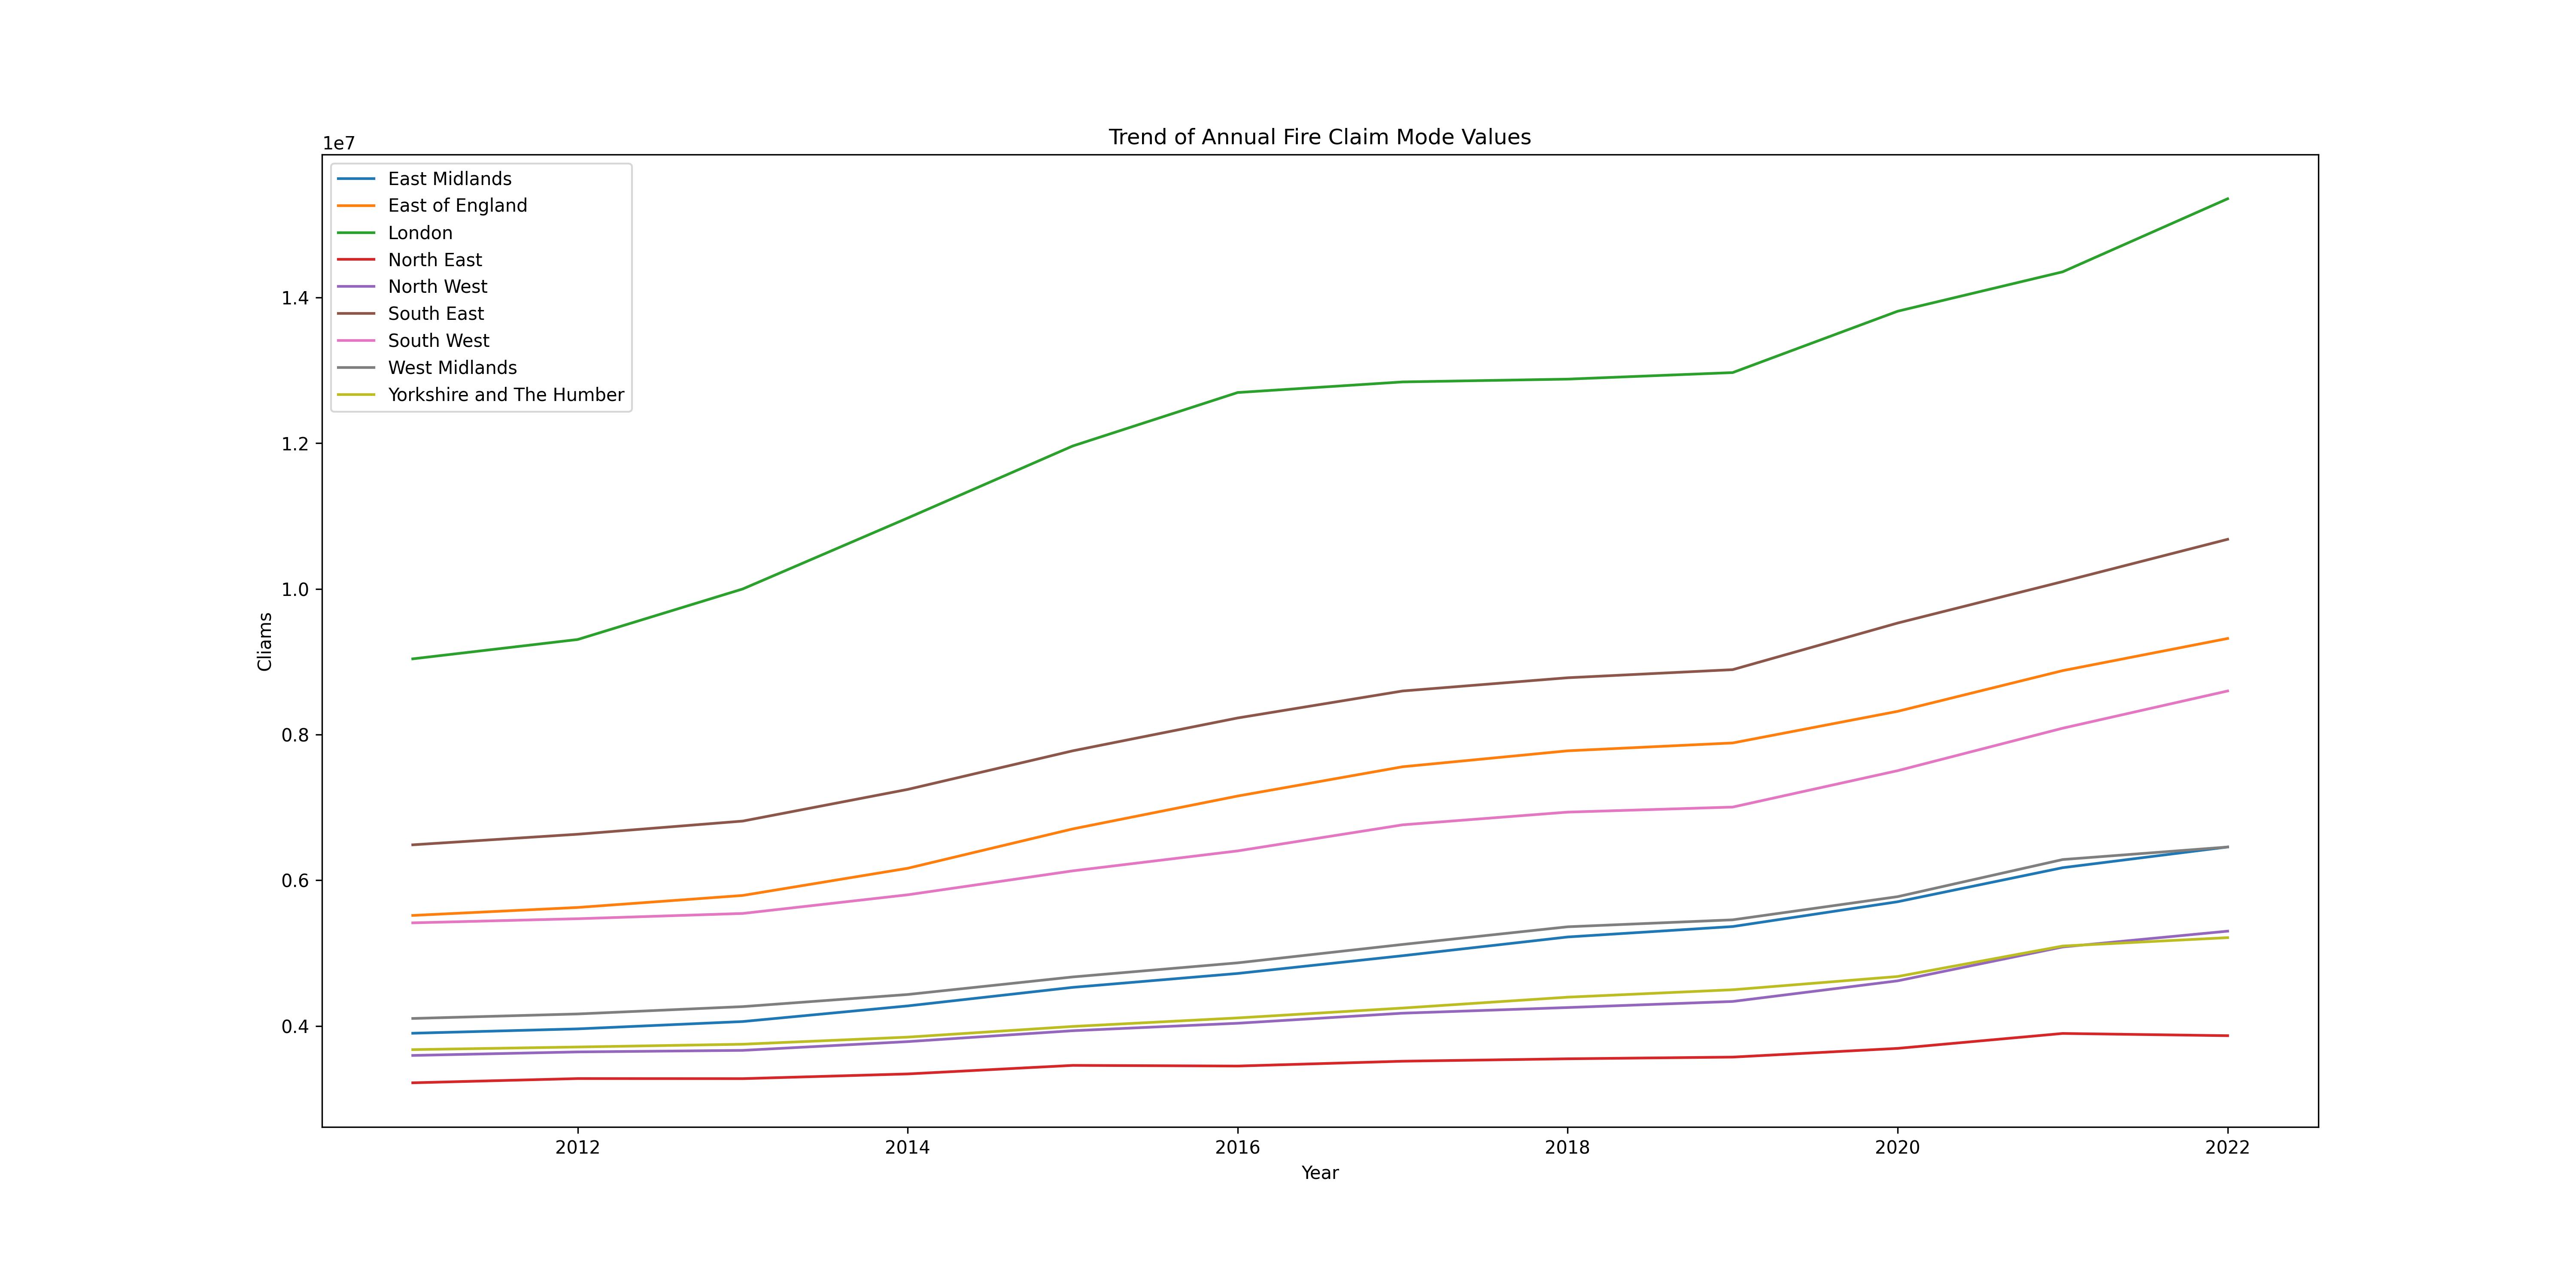 Trend of Annual Fire Claim Mode Values
1e7
East Midlands
East of England
London
North East
North West
South East
South West
West Midlands
Yorkshire and The Humber
1.4
1.2
1.0
0.8
0.6
0.4
Cliams
2012 2014 2016 2018 2020 2022
Year